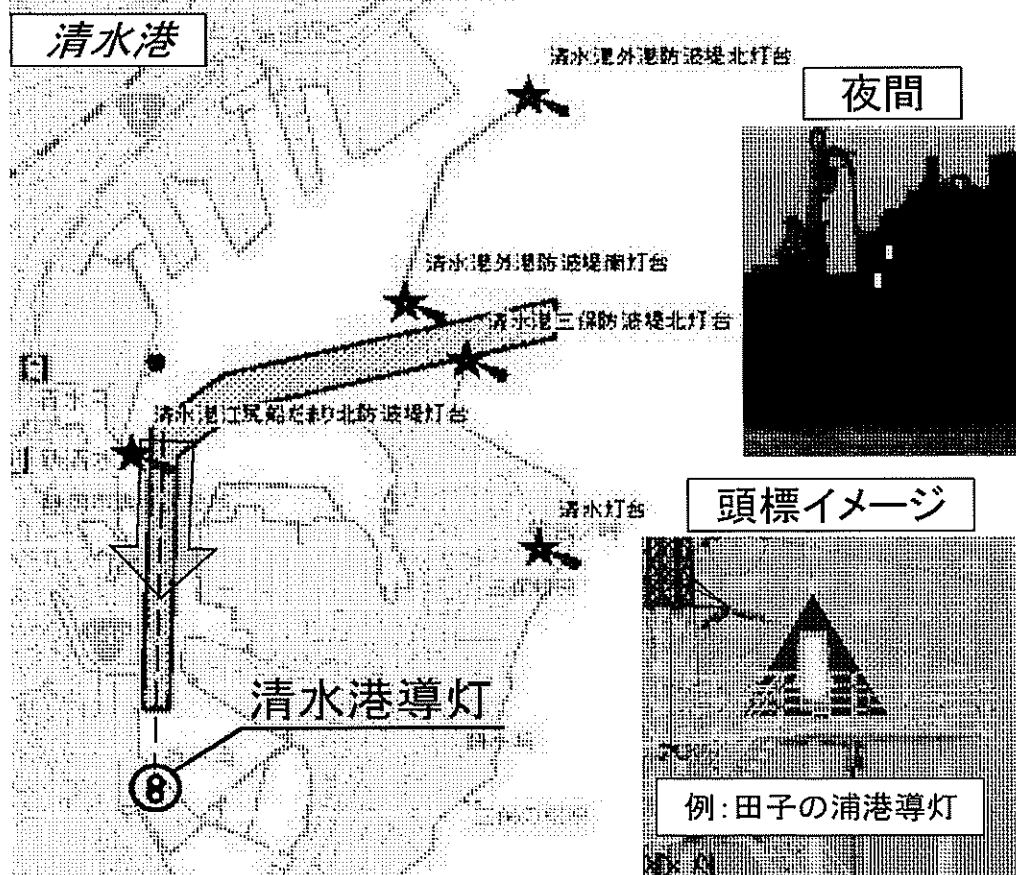 清水港
清水港外港防波堤北灯台
夜間
清水港外港防波堤南灯台
清水港三保防波堤北灯台
清水港江尻船だまり北防波堤灯台
頭標イメージ
清水灯台
清水港導灯
8
例:田子の浦港導灯